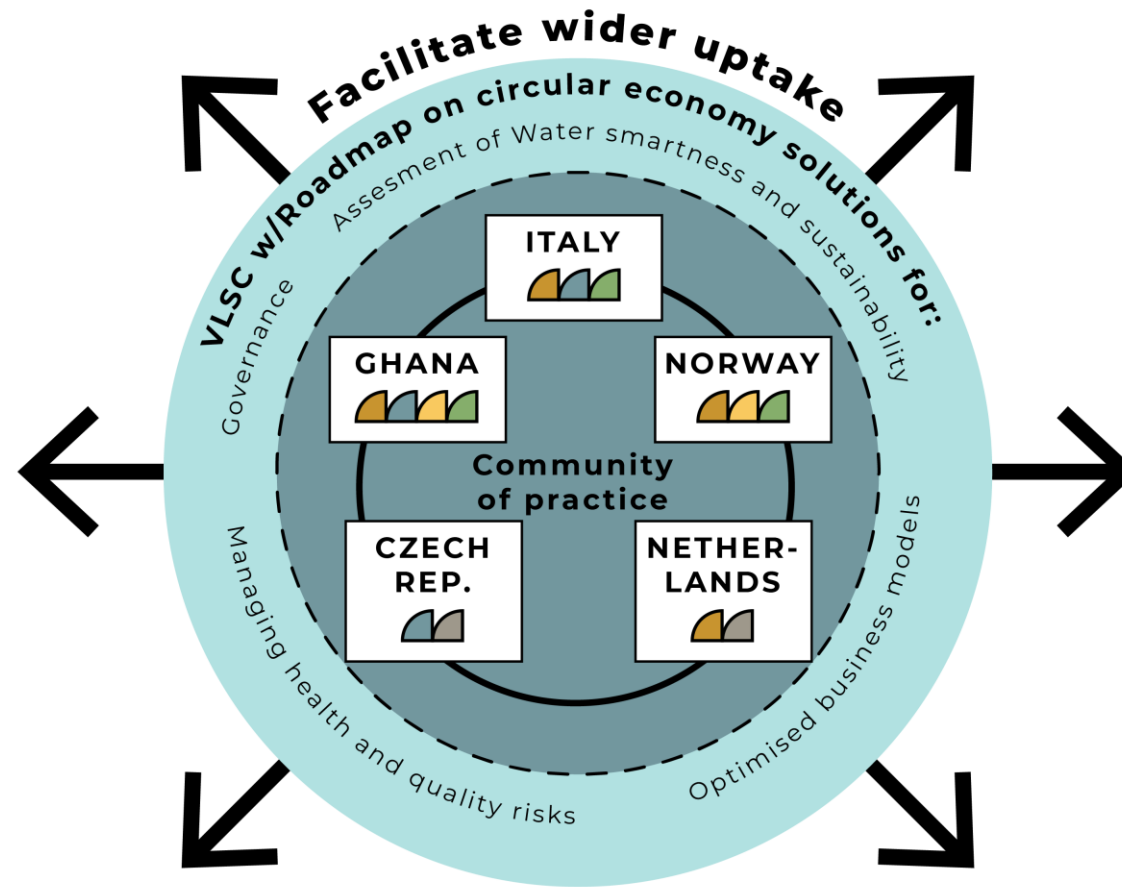 Facilitate wider uptake
VLSC w/Roadmap on circular economy solutions for:
Assesment of Water smartness and sustainability
Governance
ITALY
GHANA
NORWAY
Community
of practice
CZECH
REP.
NETHER-
LANDS
Managing health and quality risks
Optimised business models